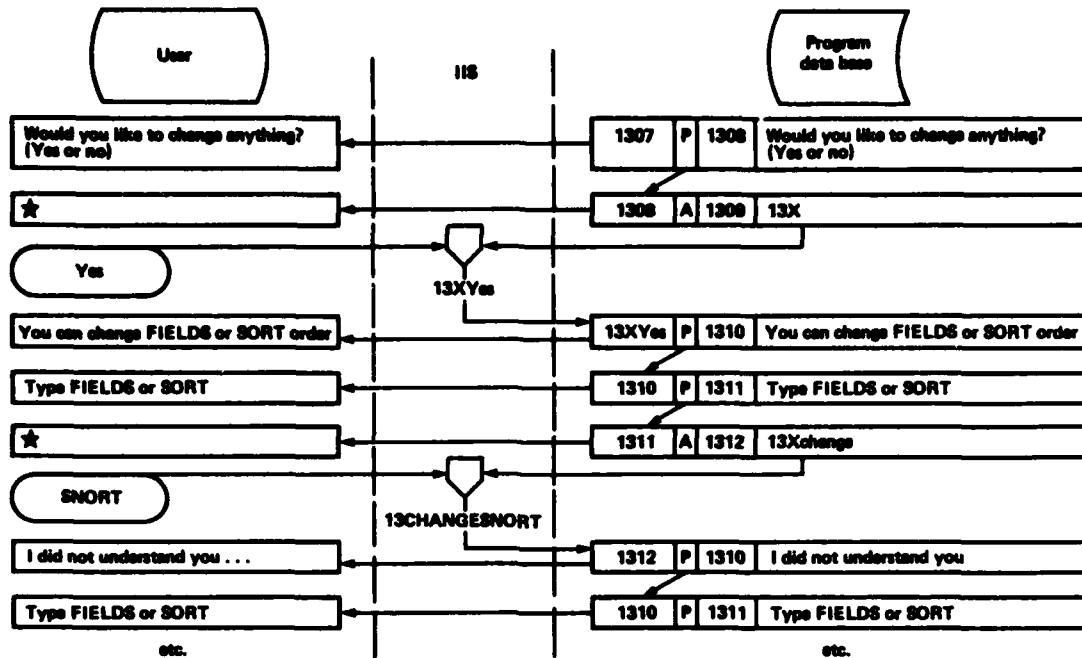 User
IIS
Program
data base
Would you like to change anything?
(Yes or no)
1307 P 1308 Would you like to change anything?
(Yes or no)
★
1308 A 1309 13X
Yes
13XYes
You can change FIELDS or SORT order
13XYes P 1310 You can change FIELDS or SORT order
Type FIELDS or SORT
1310 P 1311 Type FIELDS or SORT
★
1311 A 1312 13Xchange
SNORT
13CHANGESNORT
I did not understand you . . .
1312 P 1310 I did not understand you
Type FIELDS or SORT
1310 P 1311 Type FIELDS or SORT
etc.
etc.